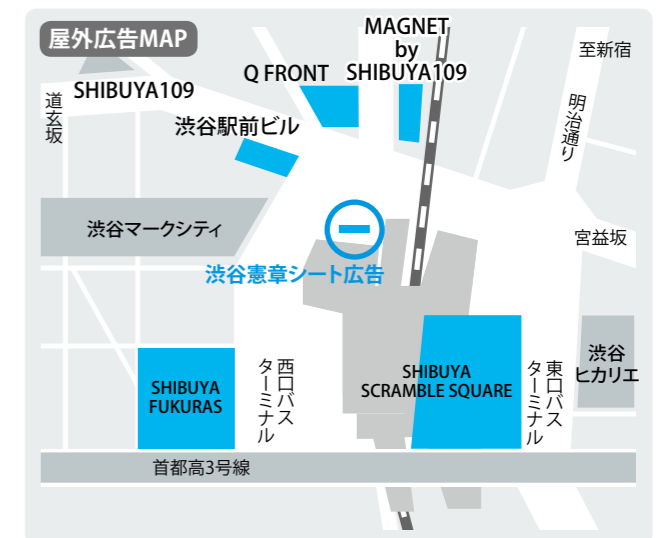 屋外広告MAP
MAGNET
by
SHIBUYA109
至新宿
Q FRONT
SHIBUYA109
道玄坂
明治通り
渋谷駅前ビル
渋谷マークシティ
宮益坂
渋谷憲章シート広告
SHIBUYA
FUKURAS
西口バス
ターミナル
SHIBUYA
SCRAMBLE SQUARE
東口バス
ターミナル
渋谷
ヒカリエ
首都高3号線